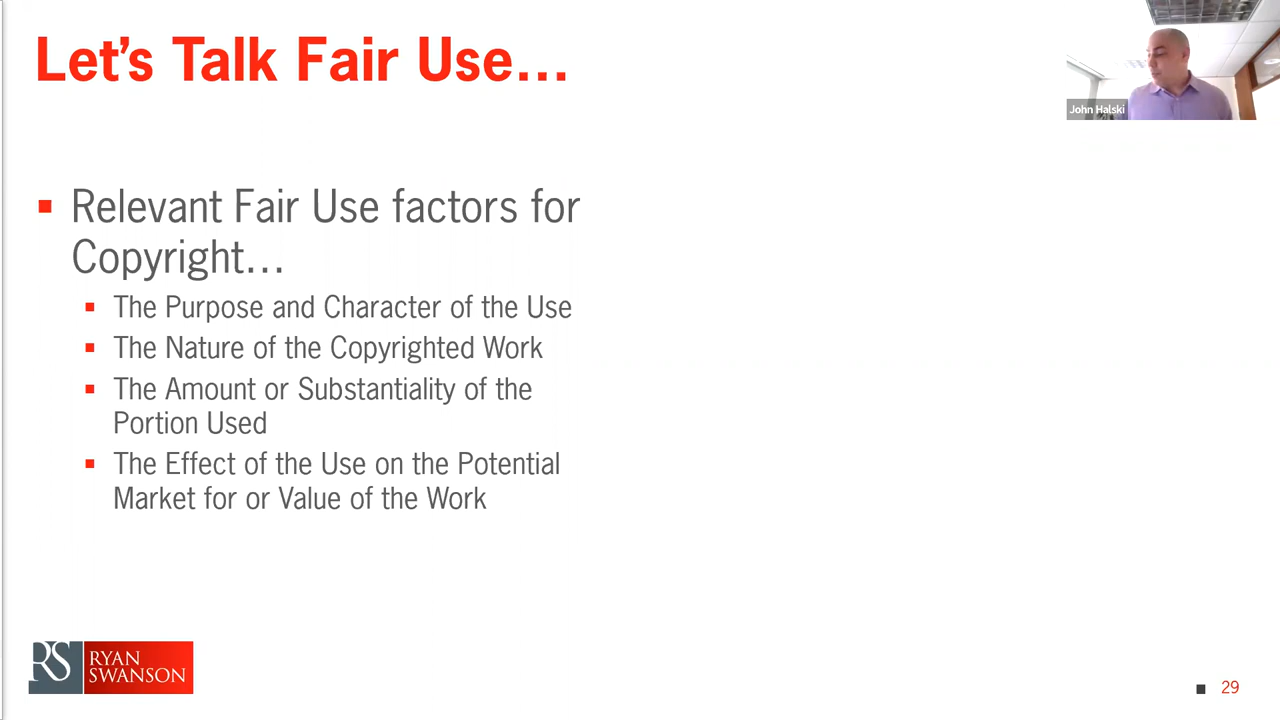 Let's Talk Fair Use...
John Halski
▪ Relevant Fair Use factors for
Copyright...
▪ The Purpose and Character of the Use
▪ The Nature of the Copyrighted Work
▪ The Amount or Substantiality of the
Portion Used
▪ The Effect of the Use on the Potential
Market for or Value of the Work
RS RYAN
SWANSON
▪ 29